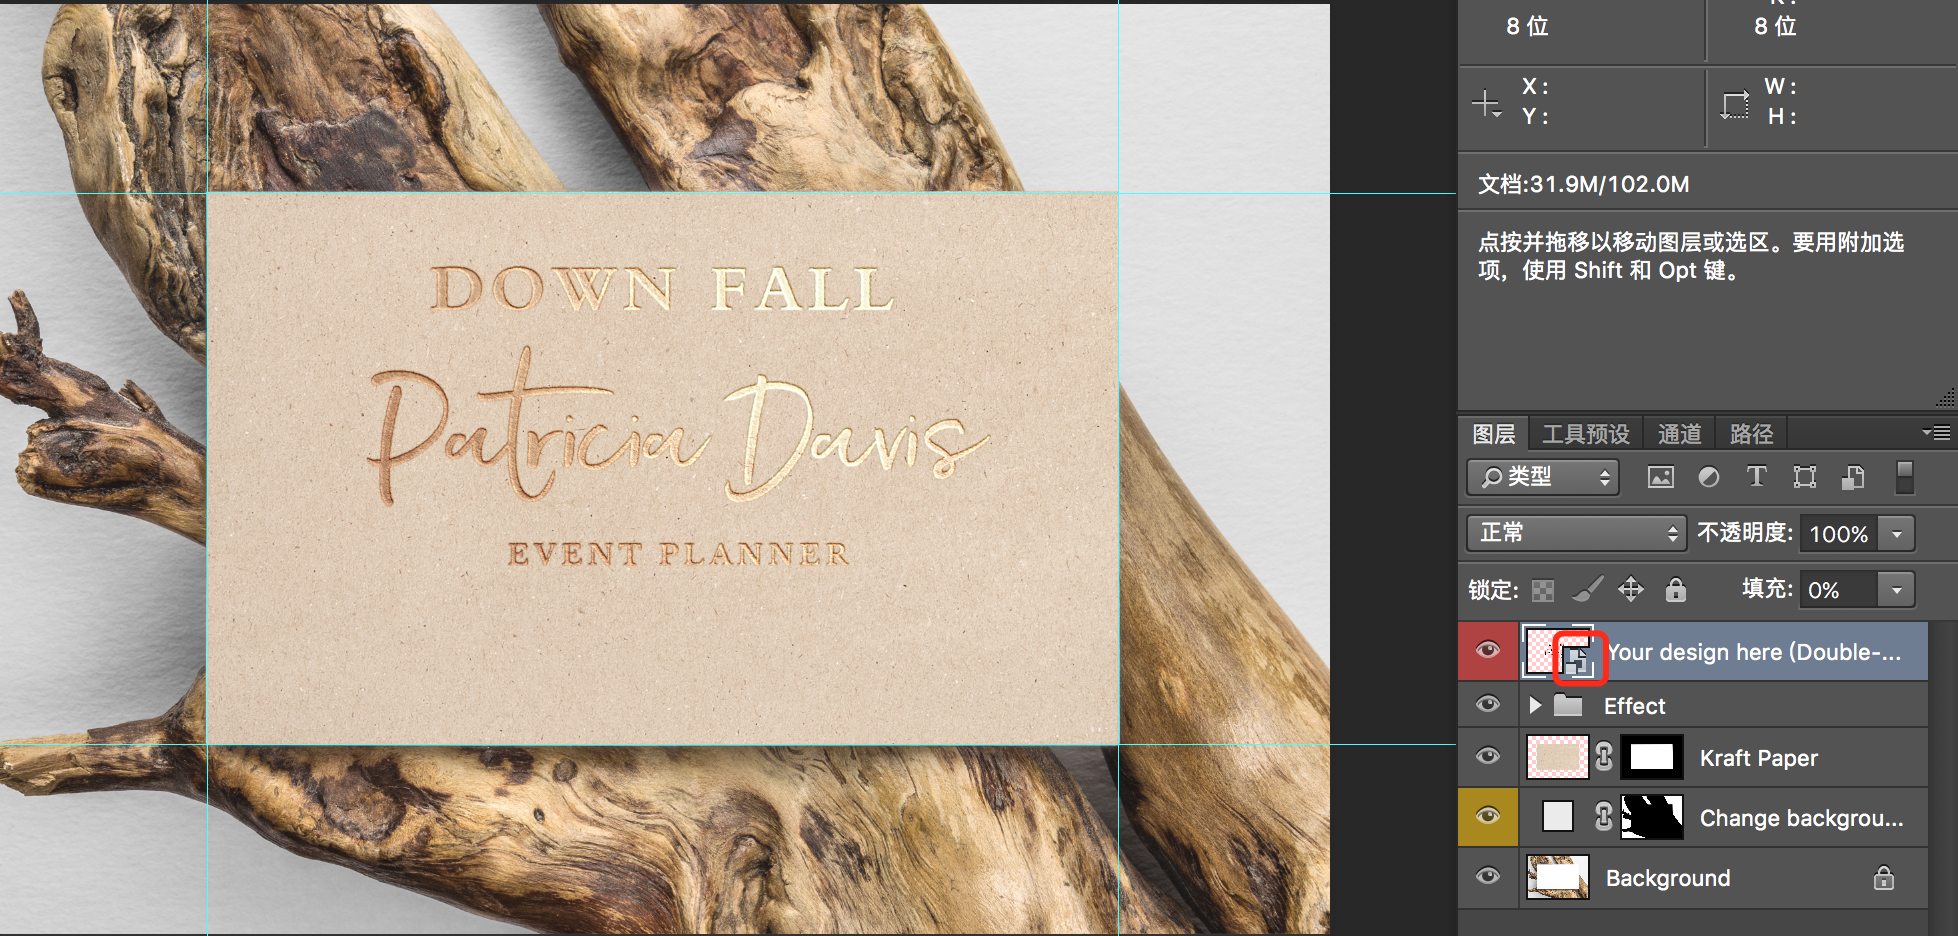 DOWN FALL
Patricia Davis
EVENT PLANNER
8 位
8 位
X :
Y :
W :
H :
文档:31.9M/102.0M
点按并拖移以移动图层或选区。要用附加选
项，使用 Shift 和 Opt 键。
图层 工具预设 通道 路径
类型
T
正常 不透明度: 100%
锁定: 填充: 0%
Your design here (Double-...
Effect
Kraft Paper
Change backgrou...
Background